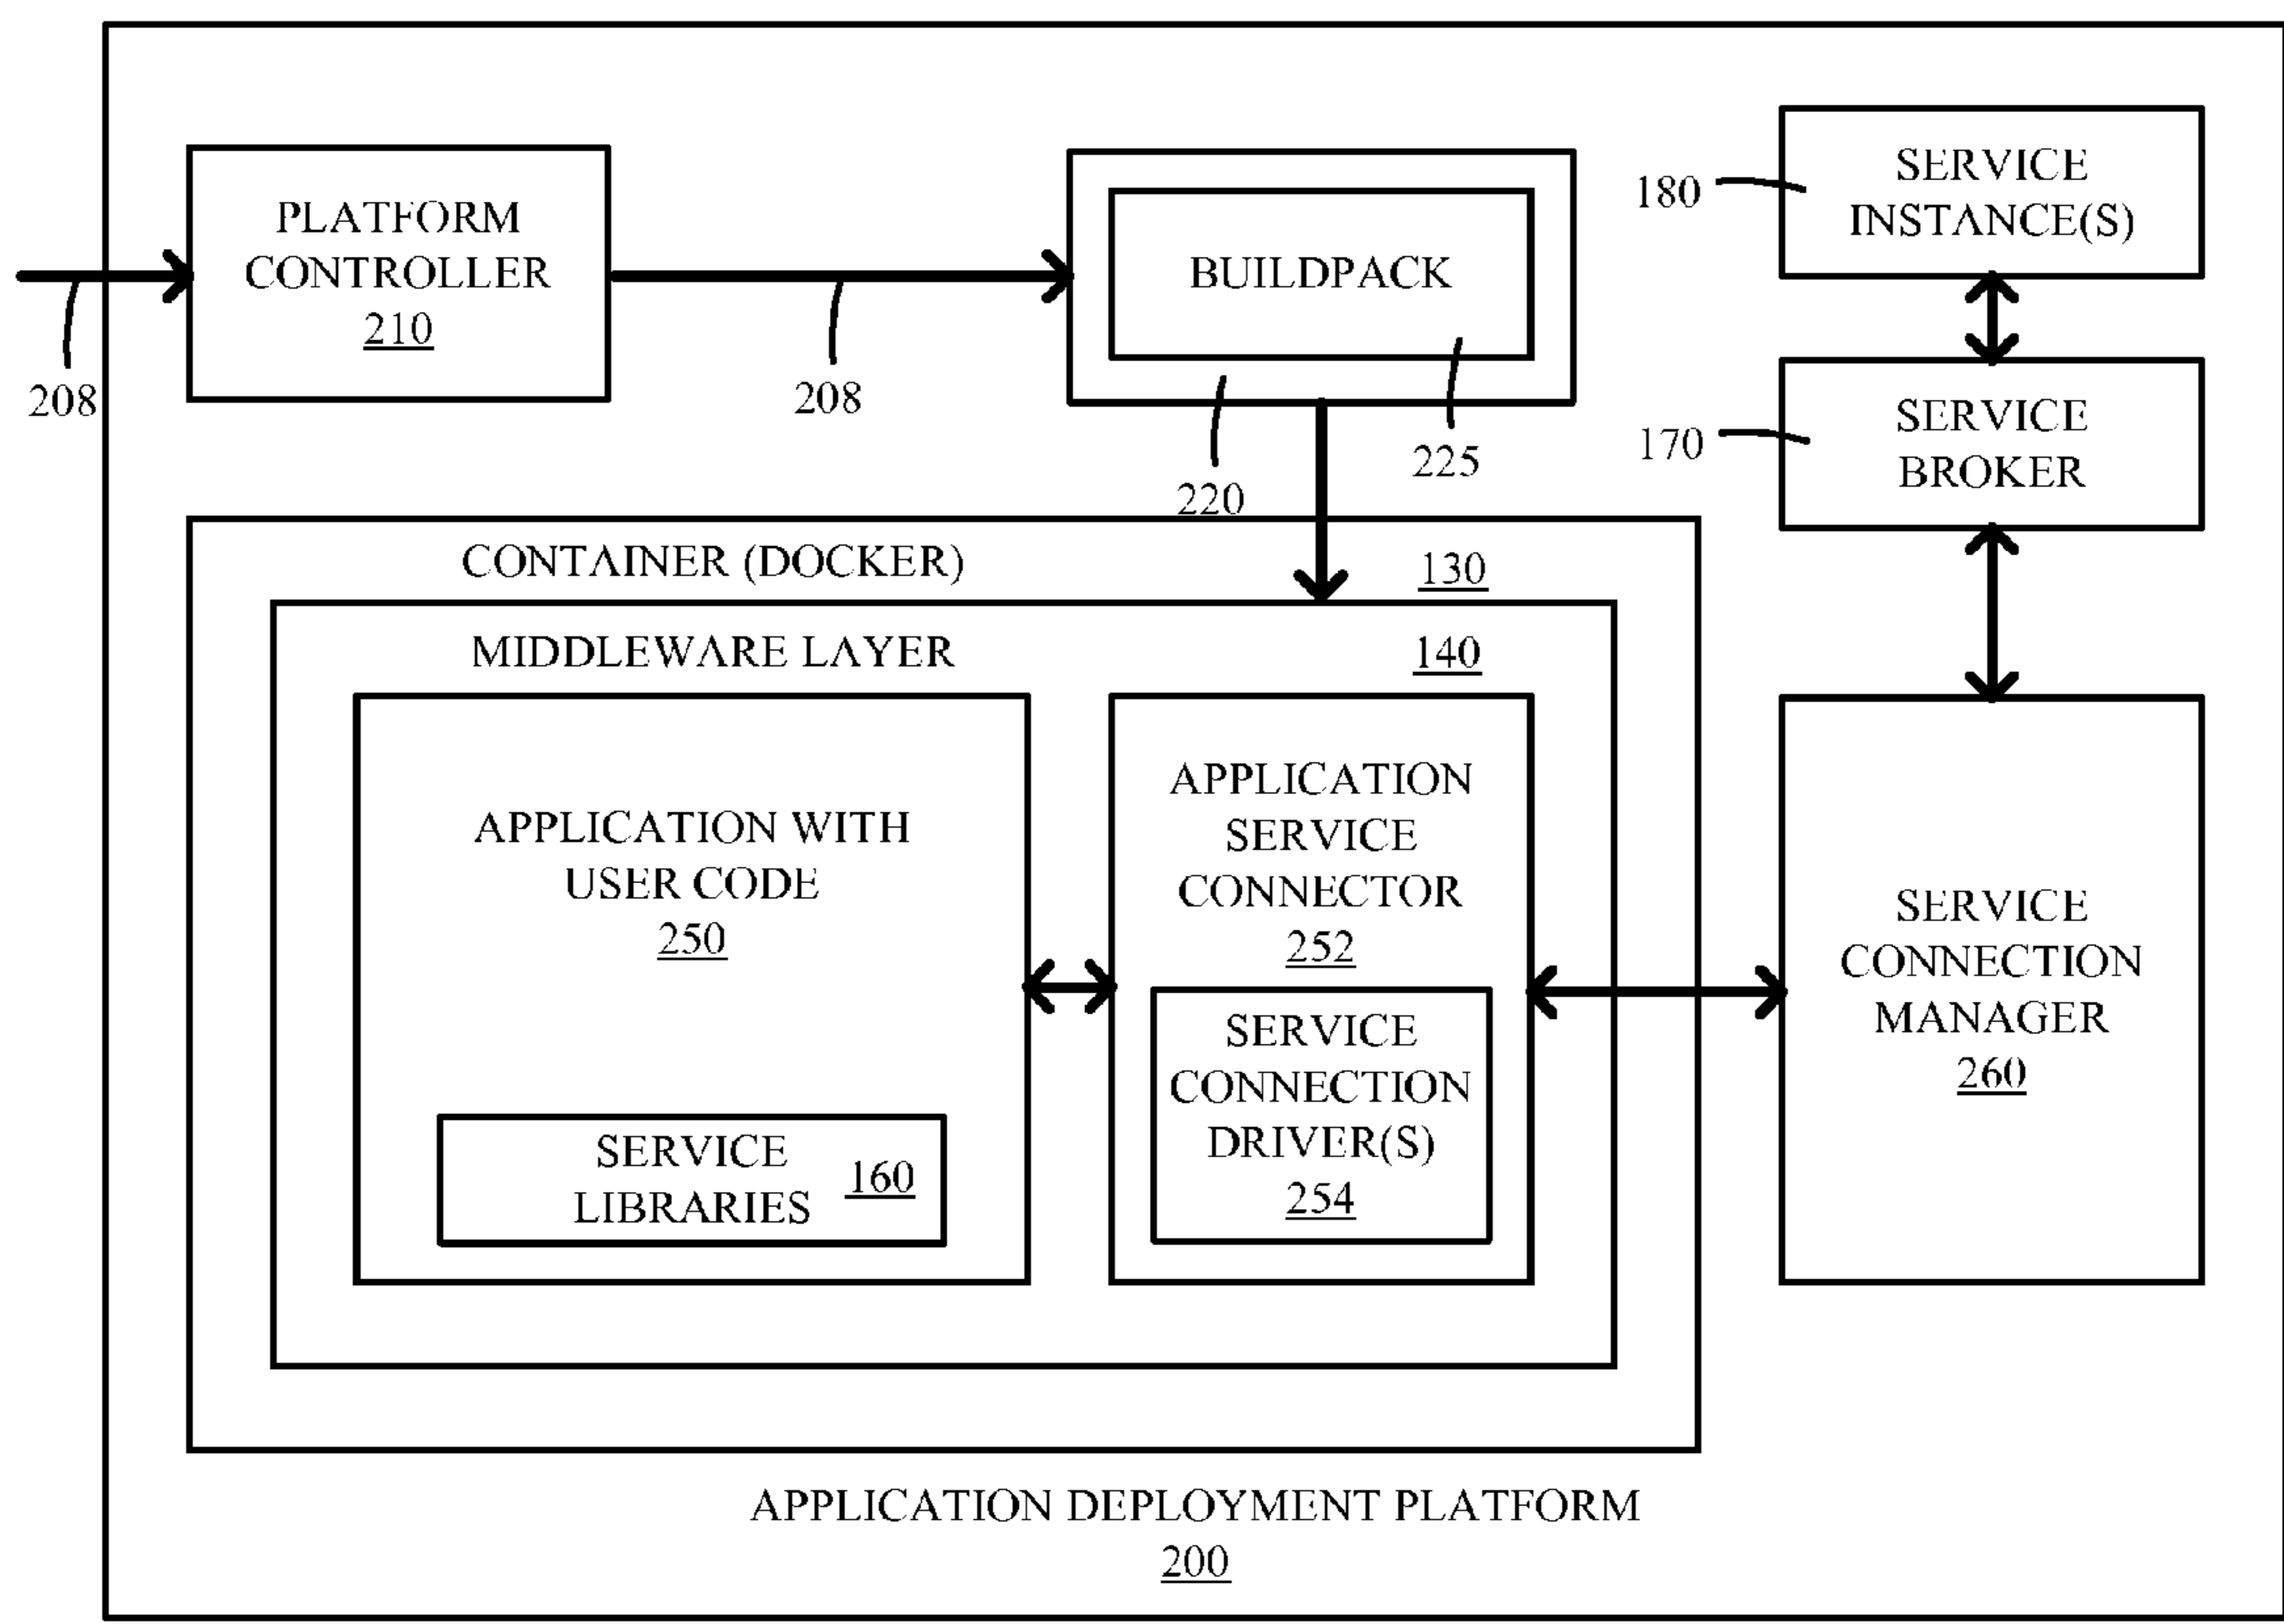 PLATFORM
CONTROLLER
210
208
208
BUILDPACK
220
225
SERVICE
INSTANCE(S)
180
SERVICE
BROKER
170
CONTAINER (DOCKER)
130
MIDDLEWARE LAYER
140
APPLICATION WITH
USER CODE
250
SERVICE
LIBRARIES
160
APPLICATION
SERVICE
CONNECTOR
252
SERVICE
CONNECTION
DRIVER(S)
254
SERVICE
CONNECTION
MANAGER
260
APPLICATION DEPLOYMENT PLATFORM
200